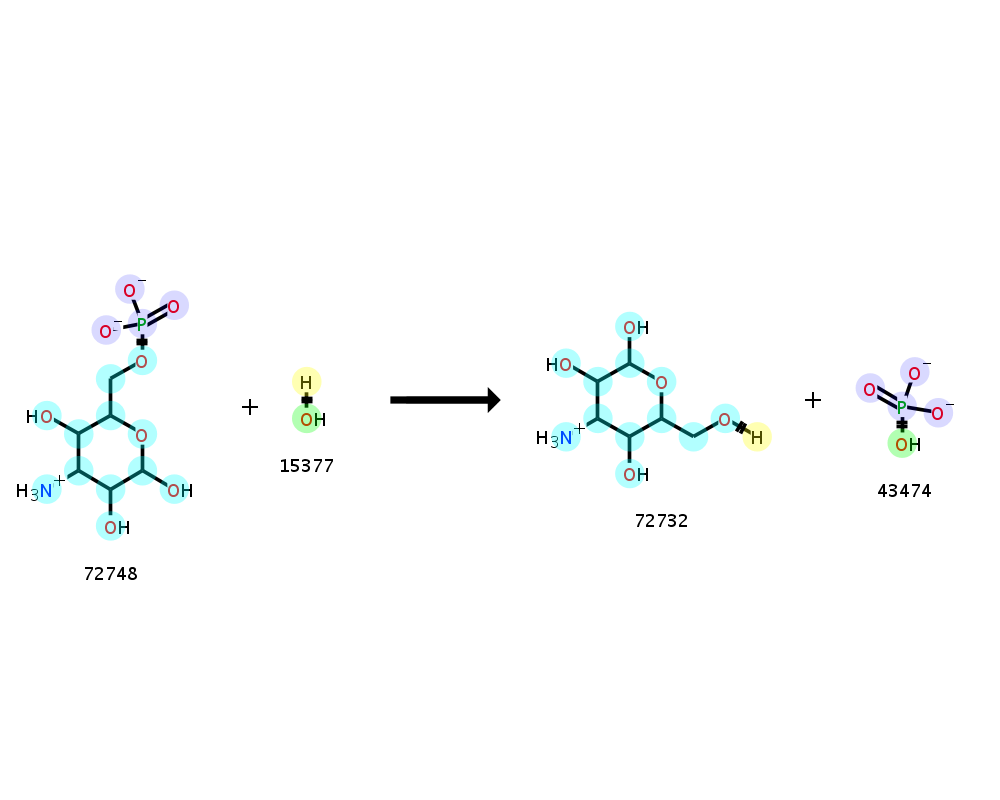 O⁻
O⁻ P O
O
HO
O
H₃N⁺
OH
OH
72748
+
H
OH
15377
OH
HO
O
H₃N⁺
O H
OH
72732
+
O⁻
O P O⁻
OH
43474